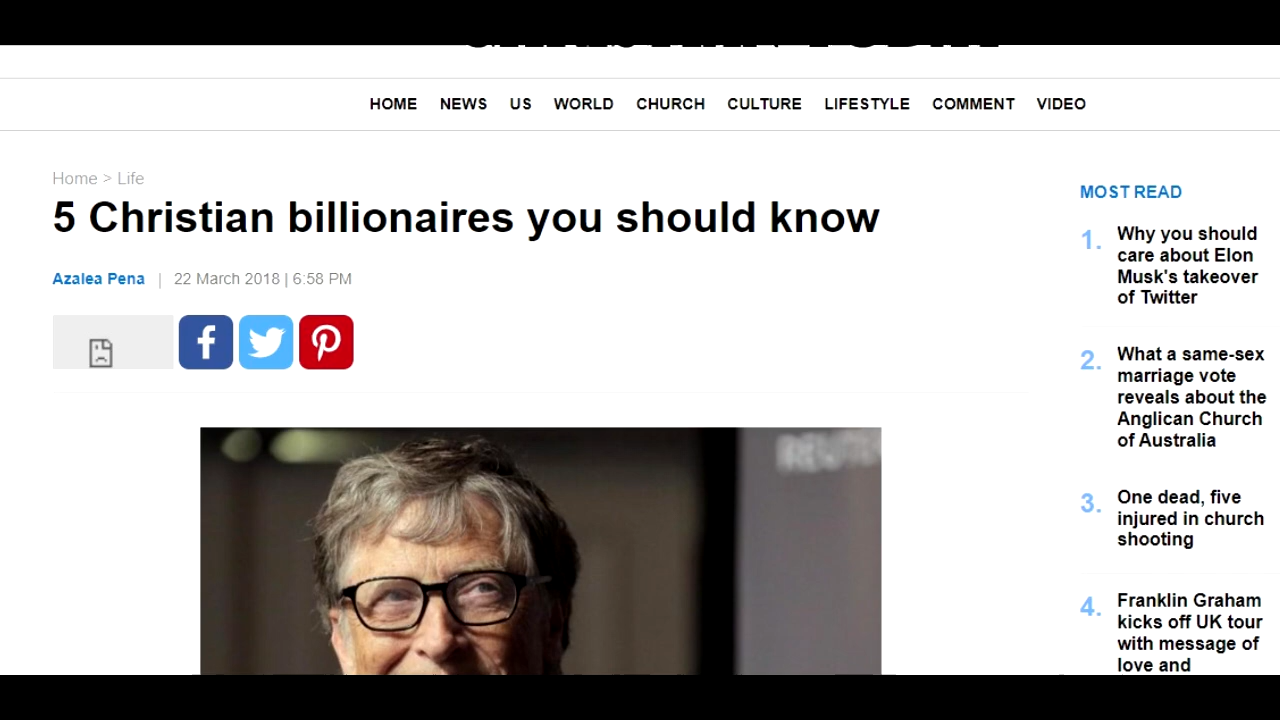 HOME NEWS US WORLD CHURCH CULTURE LIFESTYLE COMMENT VIDEO
Home > Life
5 Christian billionaires you should know
Azalea Pena | 22 March 2018 | 6:58 PM
MOST READ
1. Why you should
care about Elon
Musk's takeover
of Twitter
2. What a same-sex
marriage vote
reveals about the
Anglican Church
of Australia
3. One dead, five
injured in church
shooting
4. Franklin Graham
kicks off UK tour
with message of
love and